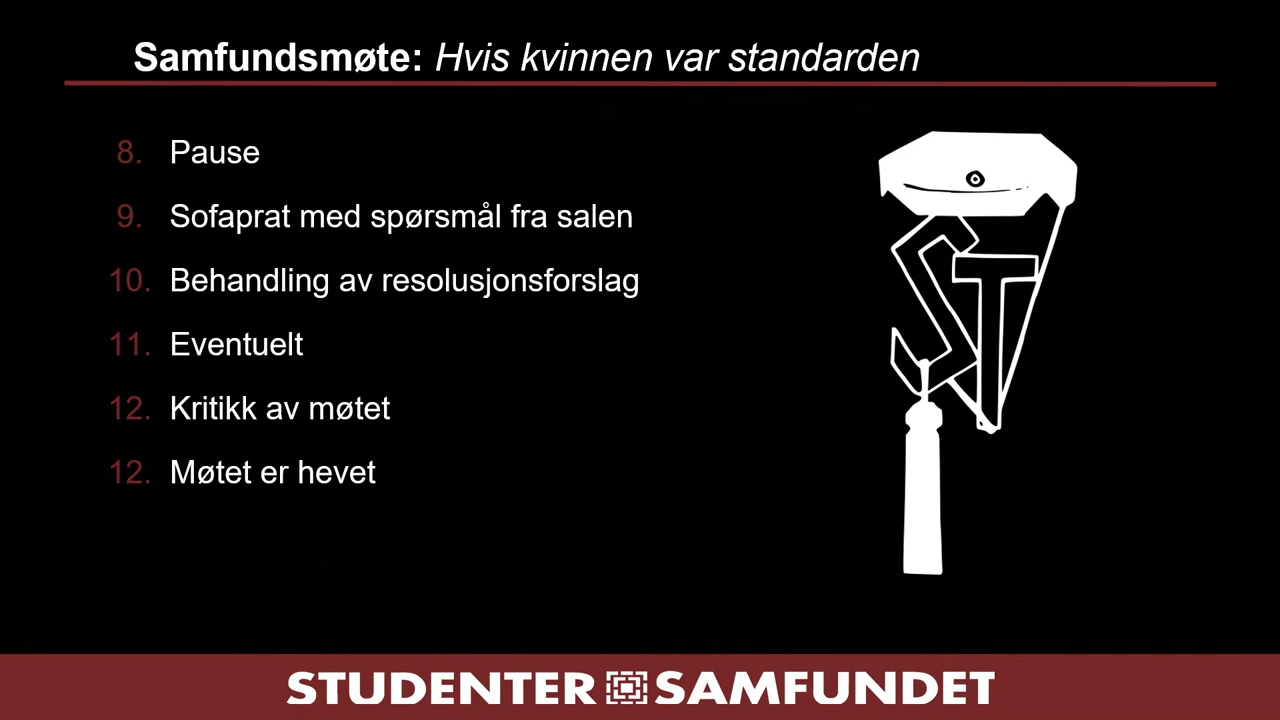 Samfundsmøte: Hvis kvinnen var standarden
8. Pause
9. Sofaprat med spørsmål fra salen
10. Behandling av resolusjonsforslag
11. Eventuelt
12. Kritikk av møtet
12. Møtet er hevet
ST
STUDENTER SAMFUNDET